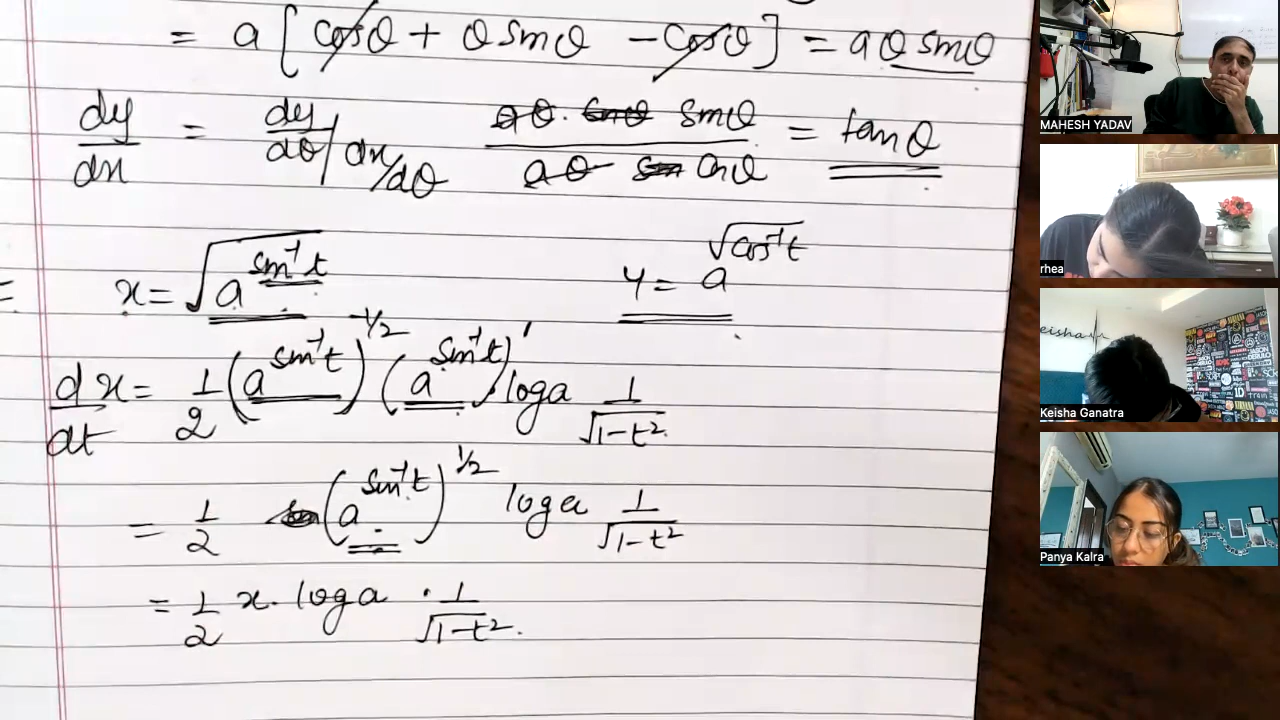 = a [ cosθ + θ sinθ - cosθ ] = aθ sinθ
dy/dx = dy/dθ / dx/dθ aθ sinθ / aθ cosθ = tanθ
x = √(a^(sin⁻¹t)) y = a^(√(cos⁻¹t))
dx/dt = 1/2 (a^(sin⁻¹t))^(-1/2) (a^(sin⁻¹t))' log a 1/√(1-t²)
= 1/2 (a^(sin⁻¹t))^(1/2) log a 1/√(1-t²)
= 1/2 x · log a · 1/√(1-t²).
MAHESH YADAV
rhea
eisha
Keisha Ganatra
Panya Kalra